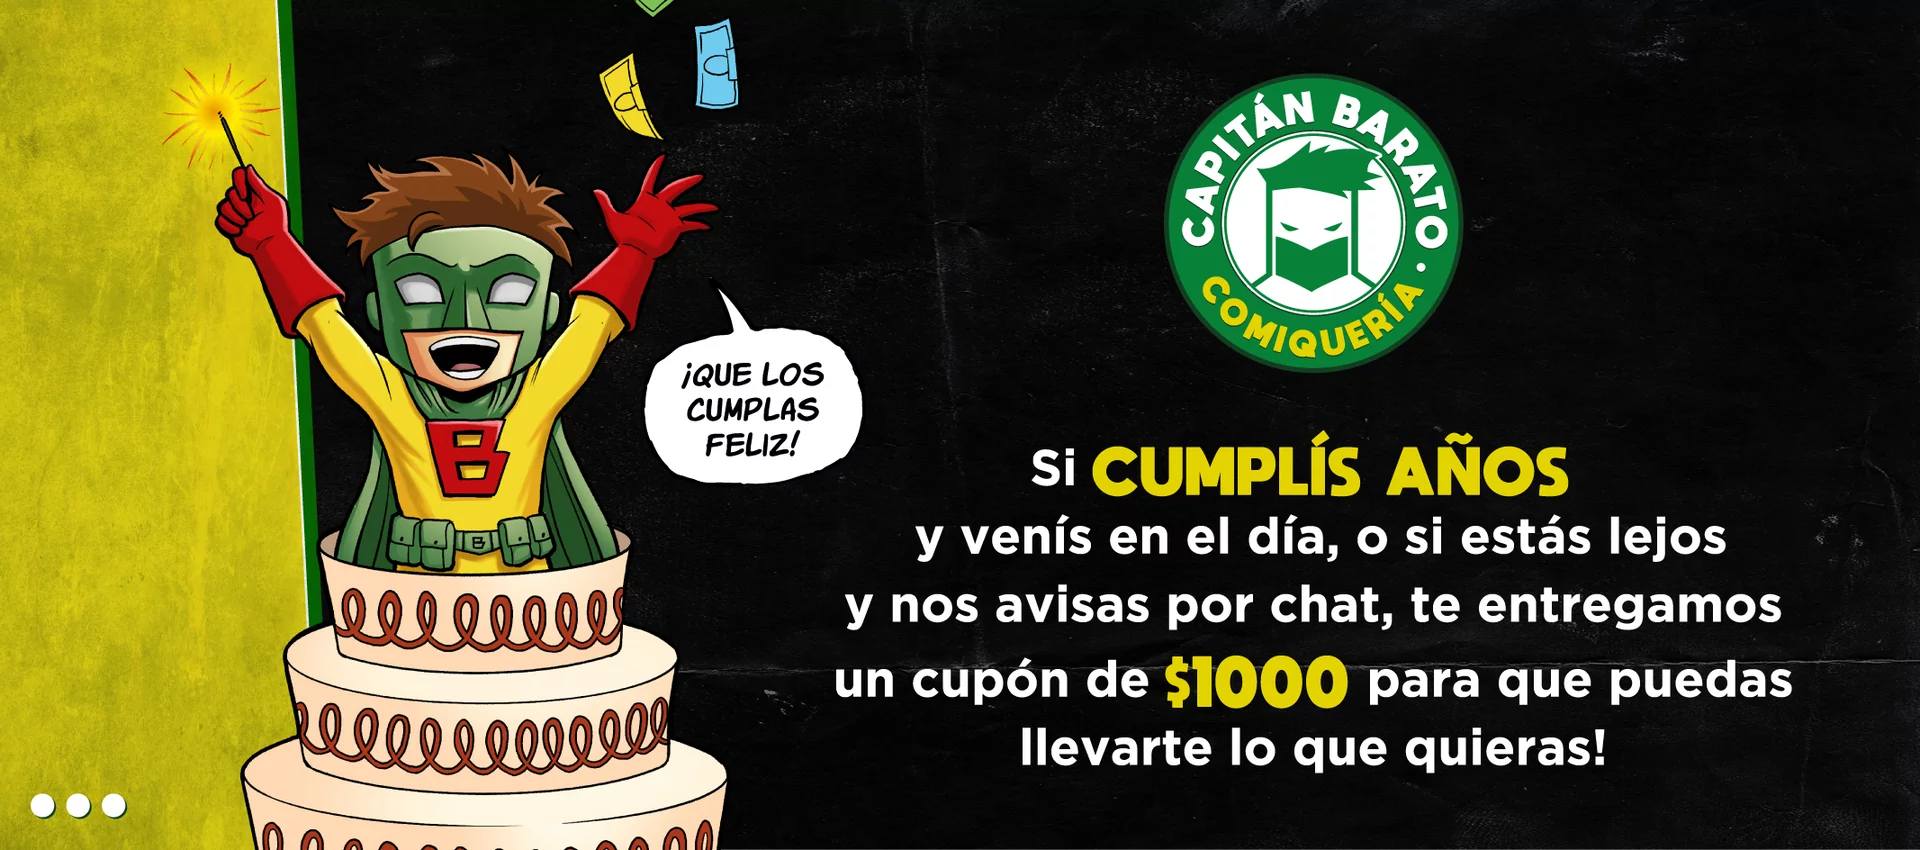 CAPITÁN BARATO ·
COMIQUERÍA
¡QUE LOS
CUMPLAS
FELIZ!
B
B
Si CUMPLÍS AÑOS
y venís en el día, o si estás lejos
y nos avisas por chat, te entregamos
un cupón de $1000 para que puedas
llevarte lo que quieras!